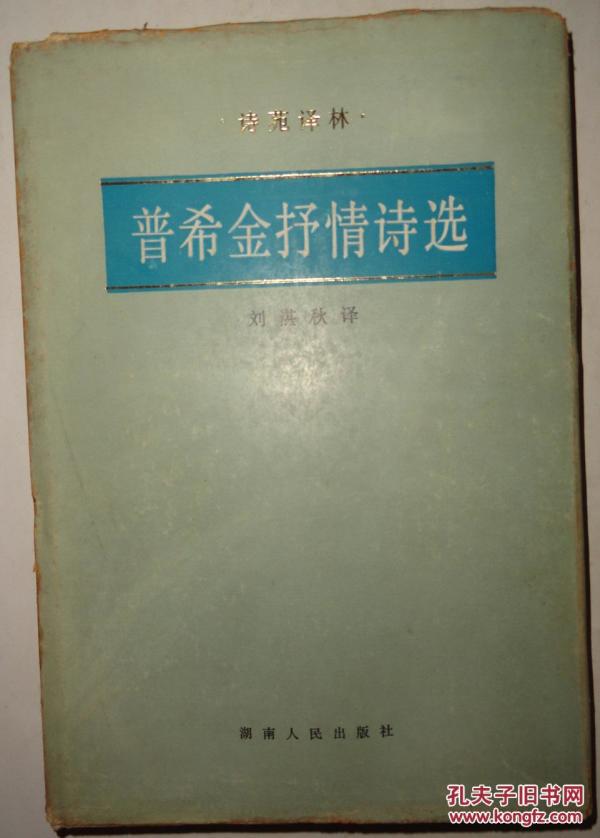 ·诗苑译林·
普希金抒情诗选
刘湛秋译
湖南人民出版社
孔夫子旧书网
www.kongfz.com